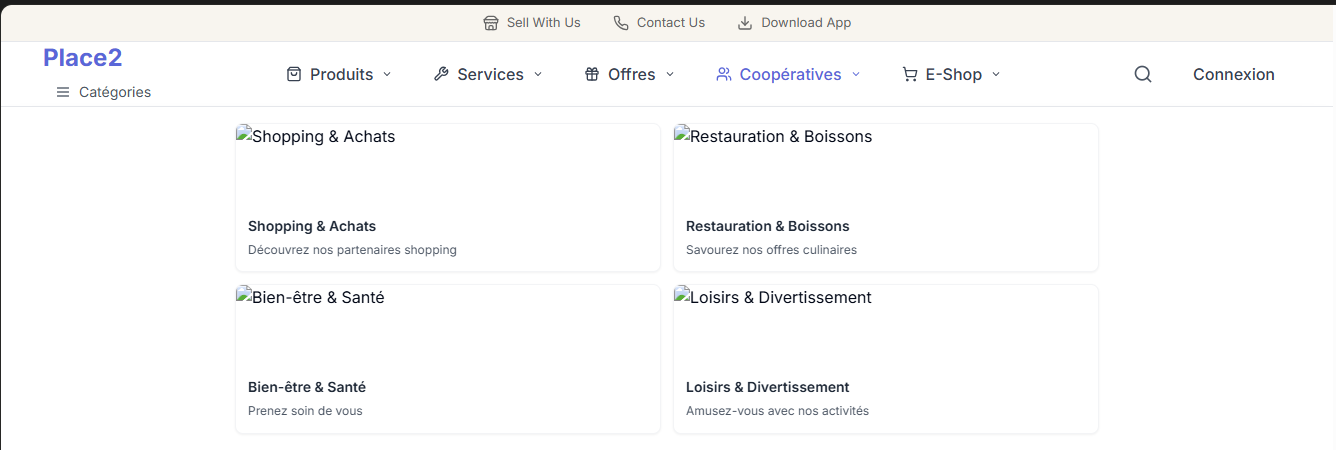 Sell With Us Contact Us Download App
Place2
Catégories
Produits Services Offres Coopératives E-Shop Connexion
Shopping & Achats Restauration & Boissons
Shopping & Achats Restauration & Boissons
Découvrez nos partenaires shopping Savourez nos offres culinaires
Bien-être & Santé Loisirs & Divertissement
Bien-être & Santé Loisirs & Divertissement
Prenez soin de vous Amusez-vous avec nos activités